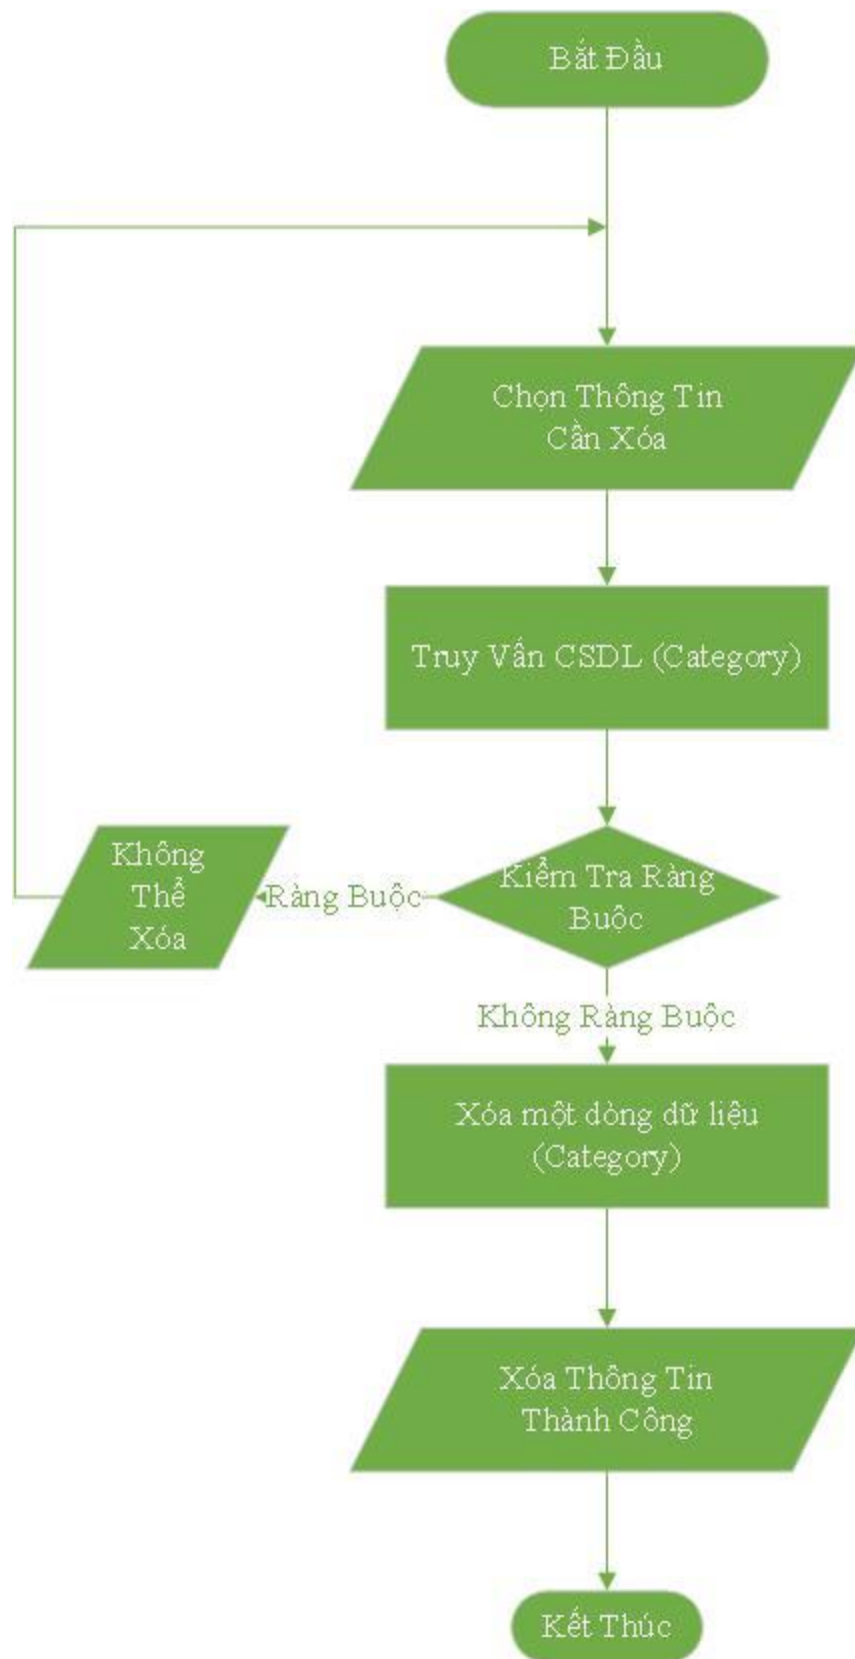 Bắt Đầu
Chọn Thông Tin
Cần Xóa
Truy Vấn CSDL (Category)
Kiểm Tra Ràng
Buộc
Ràng Buộc
Không
Thể
Xóa
Không Ràng Buộc
Xóa một dòng dữ liệu
(Category)
Xóa Thông Tin
Thành Công
Kết Thúc